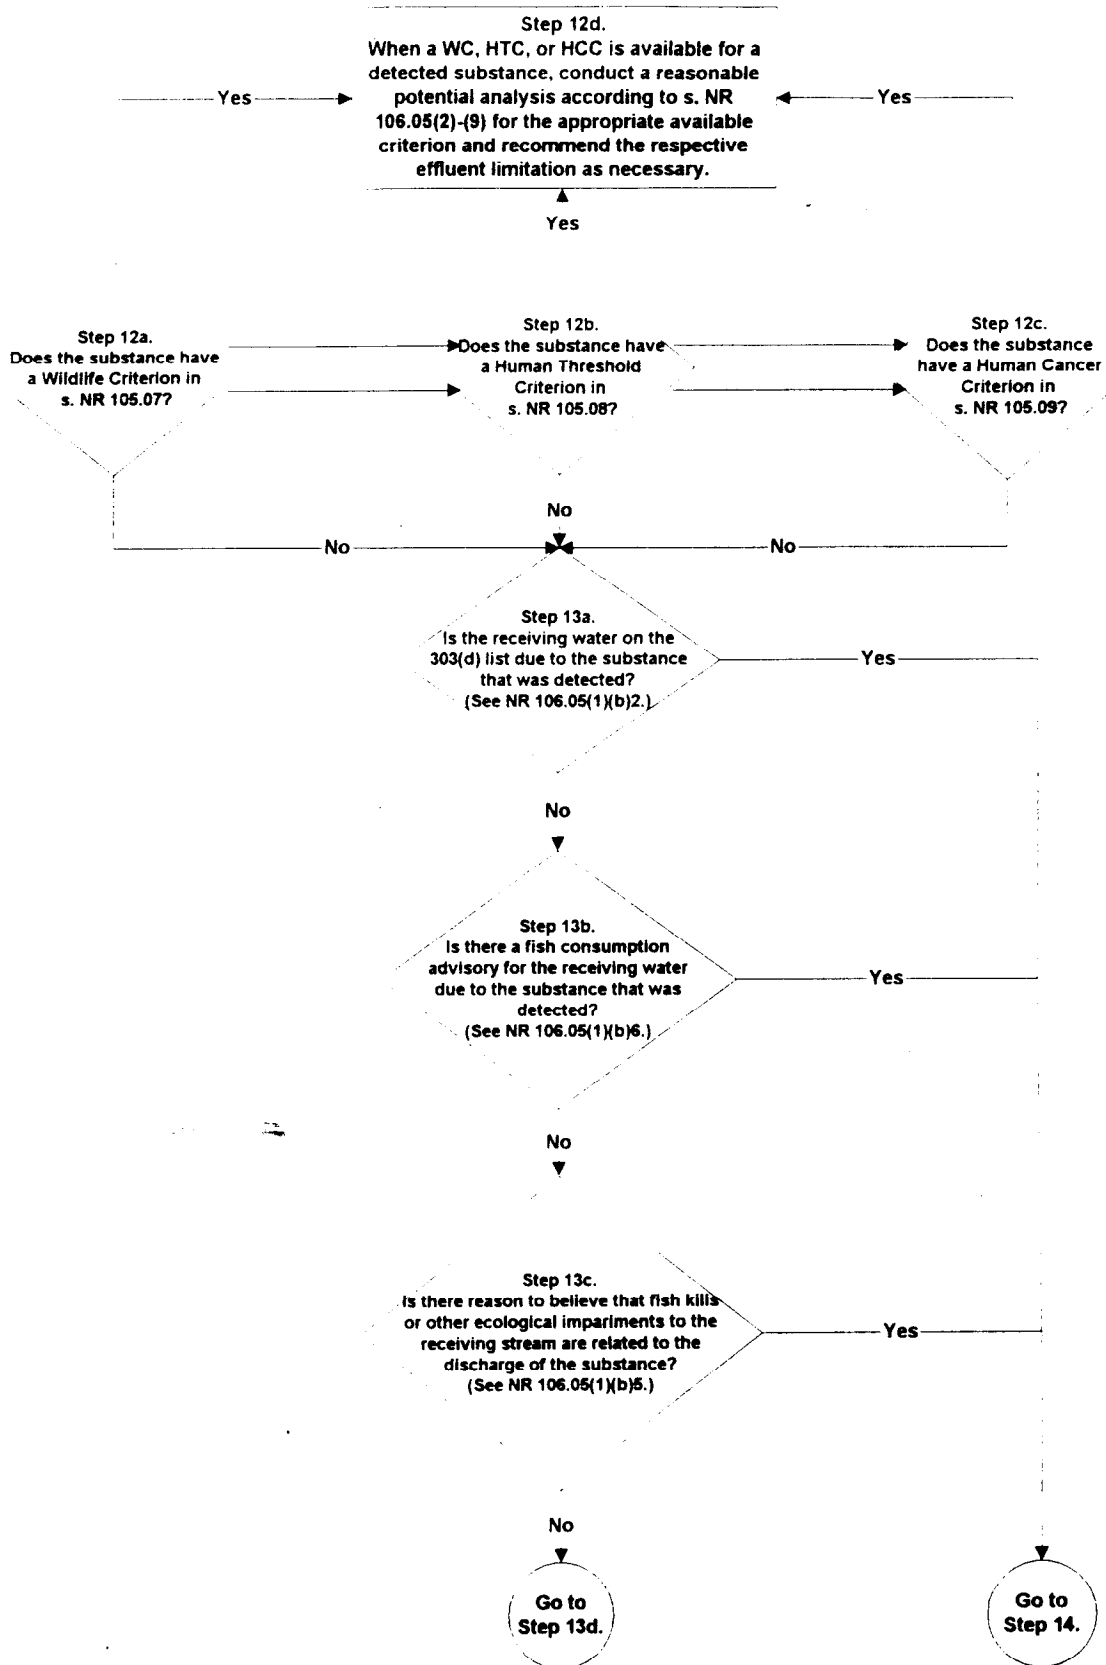 Step 12d.
When a WC, HTC, or HCC is available for a
detected substance, conduct a reasonable
potential analysis according to s. NR
106.05(2)-(9) for the appropriate available
criterion and recommend the respective
effluent limitation as necessary.
Yes
Yes
Yes
Step 12a.
Does the substance have
a Wildlife Criterion in
s. NR 105.07?
Step 12b.
Does the substance have
a Human Threshold
Criterion in
s. NR 105.08?
Step 12c.
Does the substance
have a Human Cancer
Criterion in
s. NR 105.09?
No
No
No
Step 13a.
Is the receiving water on the
303(d) list due to the substance
that was detected?
(See NR 106.05(1)(b)2.)
Yes
No
Step 13b.
Is there a fish consumption
advisory for the receiving water
due to the substance that was
detected?
(See NR 106.05(1)(b)6.)
Yes
No
Step 13c.
Is there reason to believe that fish kills
or other ecological impariments to the
receiving stream are related to the
discharge of the substance?
(See NR 106.05(1)(b)5.)
Yes
No
Go to
Step 13d.
Go to
Step 14.